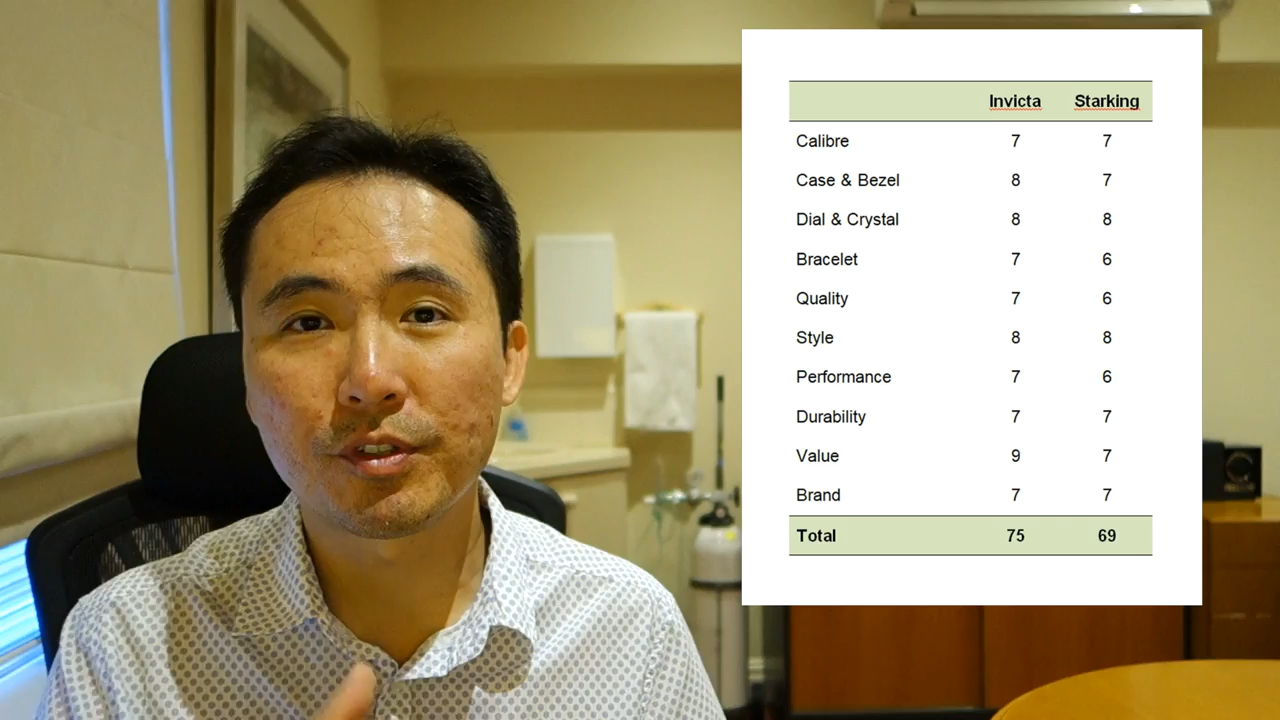 Invicta Starking
Calibre 7 7
Case & Bezel 8 7
Dial & Crystal 8 8
Bracelet 7 6
Quality 7 6
Style 8 8
Performance 7 6
Durability 7 7
Value 9 7
Brand 7 7
Total 75 69